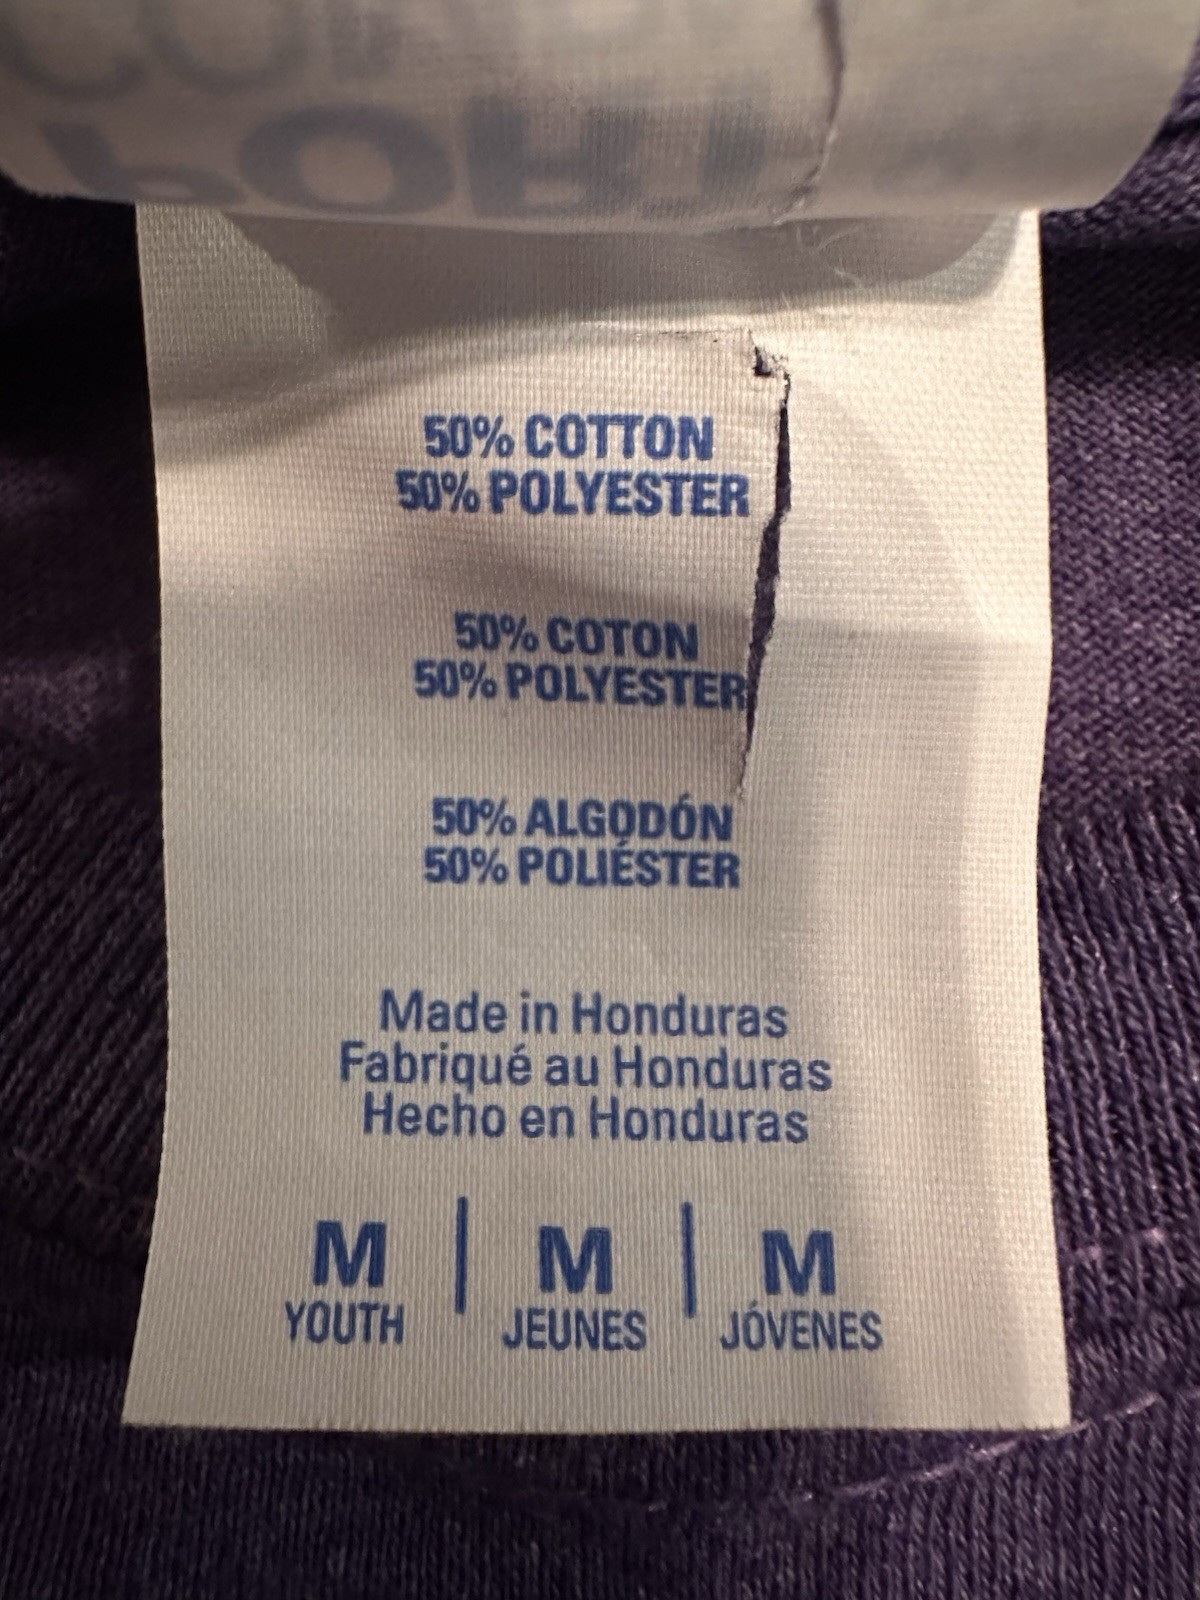 50% COTTON
50% POLYESTER
50% COTON
50% POLYESTER
50% ALGODÓN
50% POLIÉSTER
Made in Honduras
Fabriqué au Honduras
Hecho en Honduras
M | M | M
YOUTH JEUNES JÓVENES